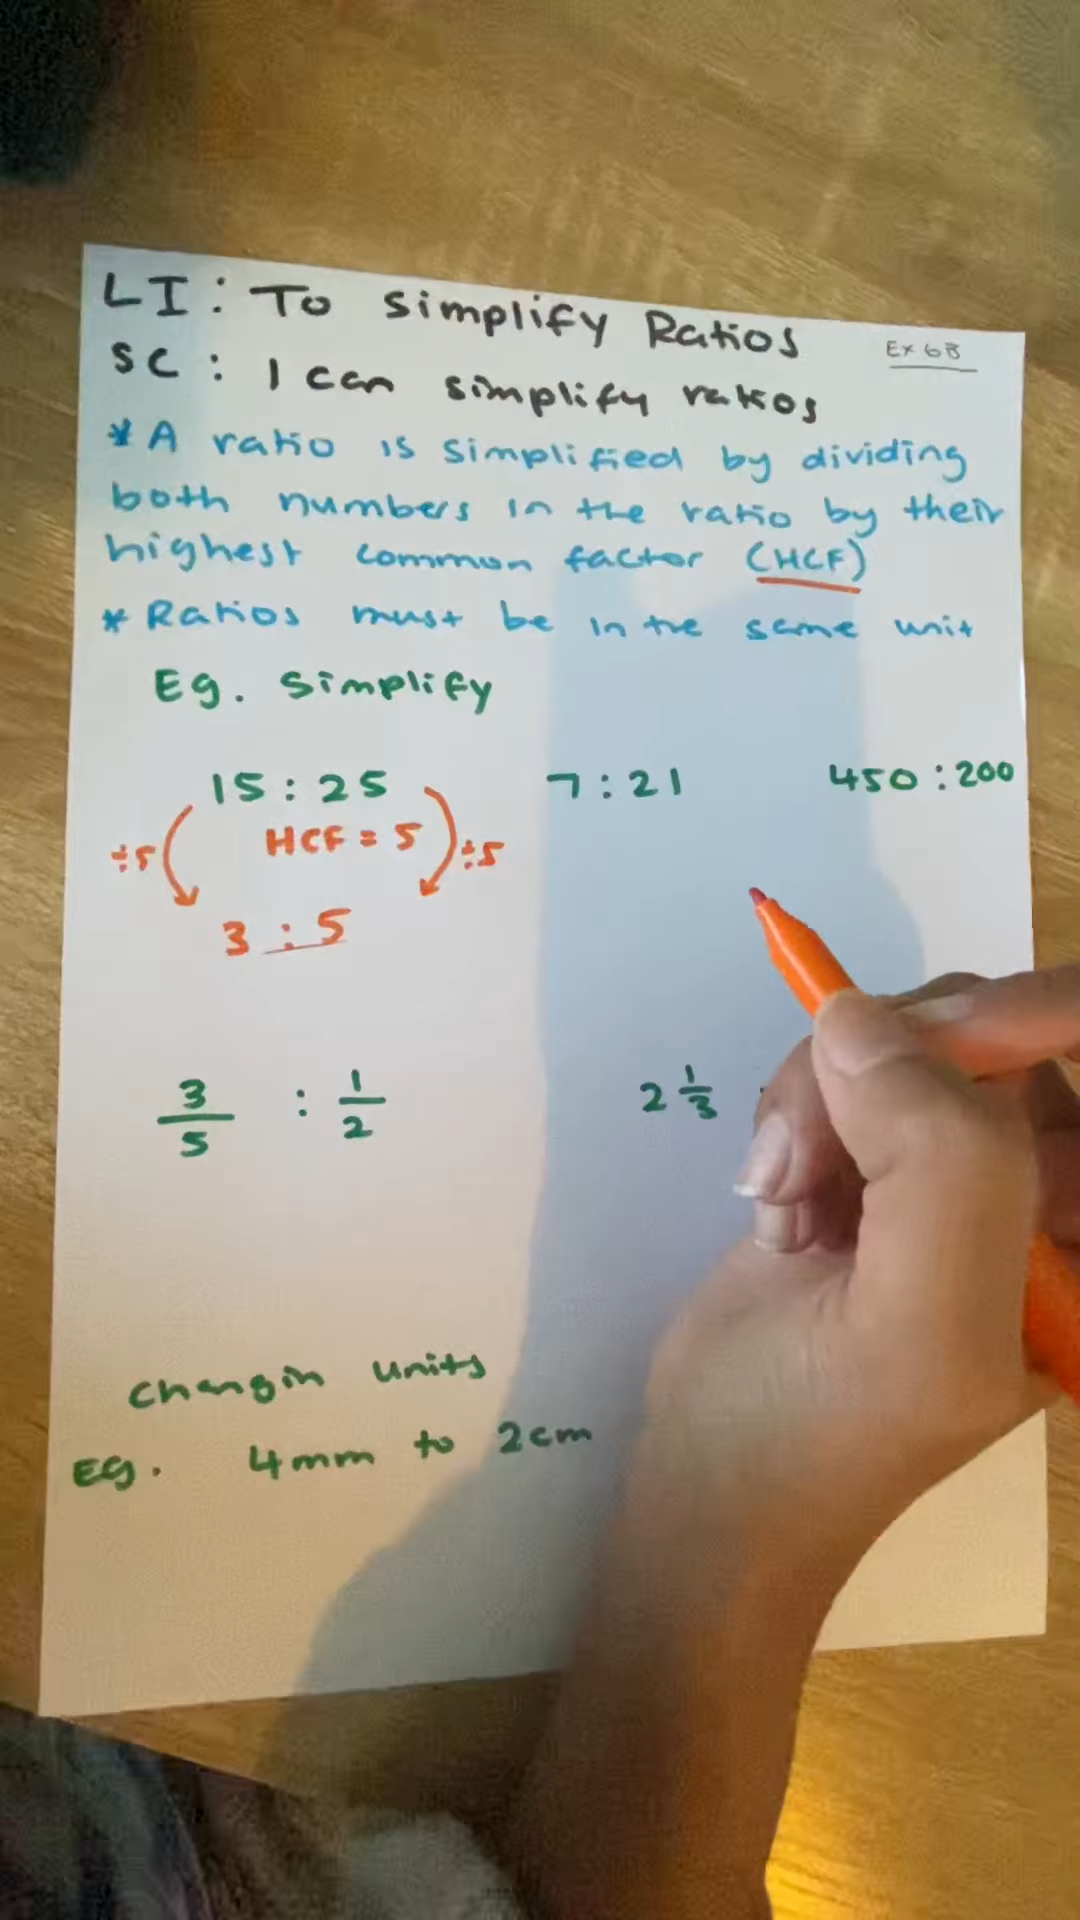 LI: To simplify Ratios
Ex 6B
SC: I can simplify ratios
* A ratio is simplified by dividing
both numbers in the ratio by their
highest common factor (HCF)
* Ratios must be in the same unit
Eg. Simplify
15:25 7:21 450:200
÷5 HCF = 5 ÷5
3:5
3/5 : 1/2 2 1/3
Changin units
EG. 4mm to 2cm